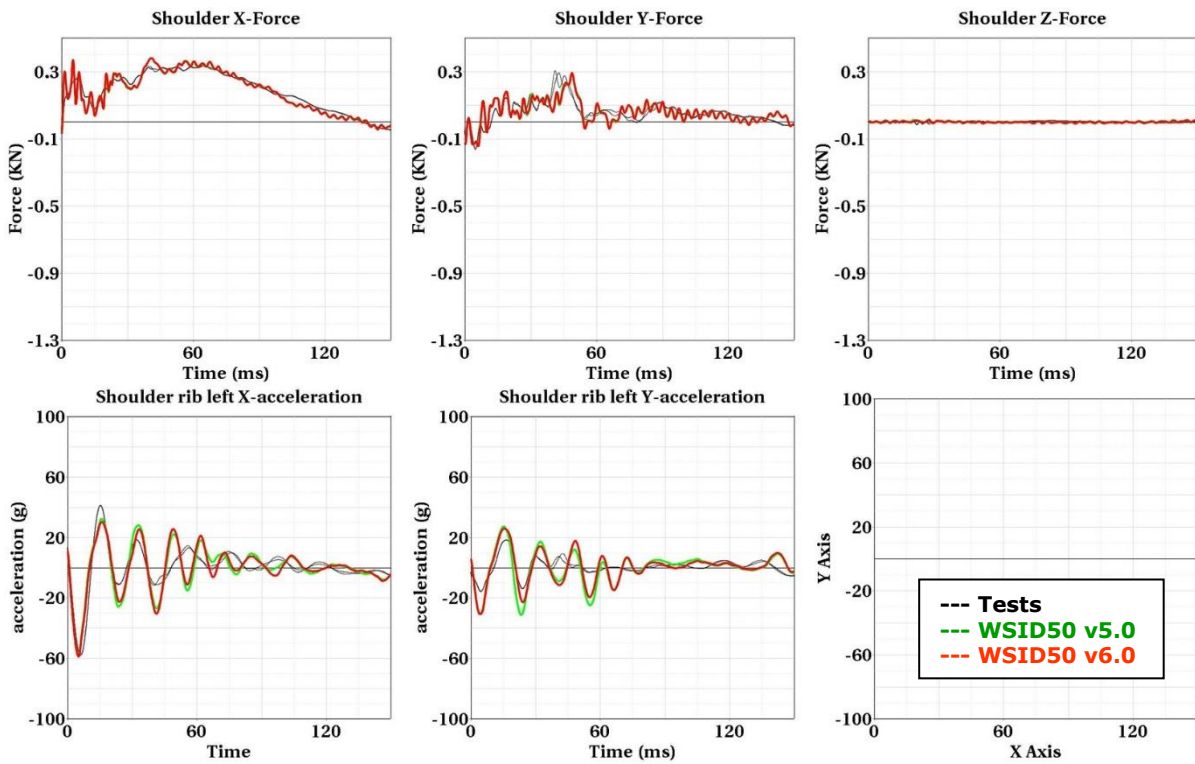 Shoulder X-Force
Shoulder Y-Force
Shoulder Z-Force
Force (KN)
0.3
-0.1
-0.5
-0.9
-1.3
0
60
120
Time (ms)
Force (KN)
0.3
-0.1
-0.5
-0.9
-1.3
0
60
120
Time (ms)
Force (KN)
0.3
-0.1
-0.5
-0.9
-1.3
0
60
120
Time (ms)
Shoulder rib left X-acceleration
Shoulder rib left Y-acceleration
acceleration (g)
100
60
20
-20
-60
-100
0
60
120
Time
acceleration (g)
100
60
20
-20
-60
-100
0
60
120
Time (ms)
Y Axis
100
60
20
-20
-60
-100
0
60
120
X Axis
--- Tests
--- WSID50 v5.0
--- WSID50 v6.0